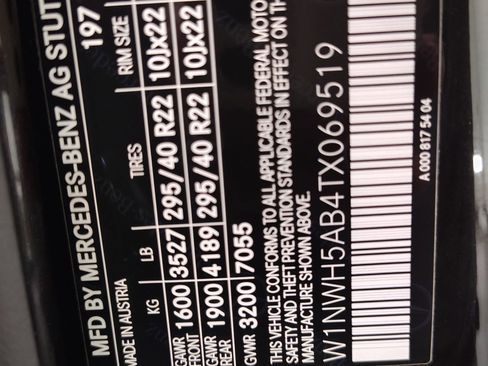 MFD BY MERCEDES-BENZ AG STUT
197
MADE IN AUSTRIA
KG LB TIRES RIM SIZE
GAWR FRONT 1600 3527 295/40 R22 10Jx22
GAWR REAR 1900 4189 295/40 R22 10Jx22
GVWR 3200 7055
THIS VEHICLE CONFORMS TO ALL APPLICABLE FEDERAL MOTO
SAFETY AND THEFT PREVENTION STANDARDS IN EFFECT ON THE
MANUFACTURE SHOWN ABOVE.
W1NWH5AB4TX069519
A 000 817 54 04